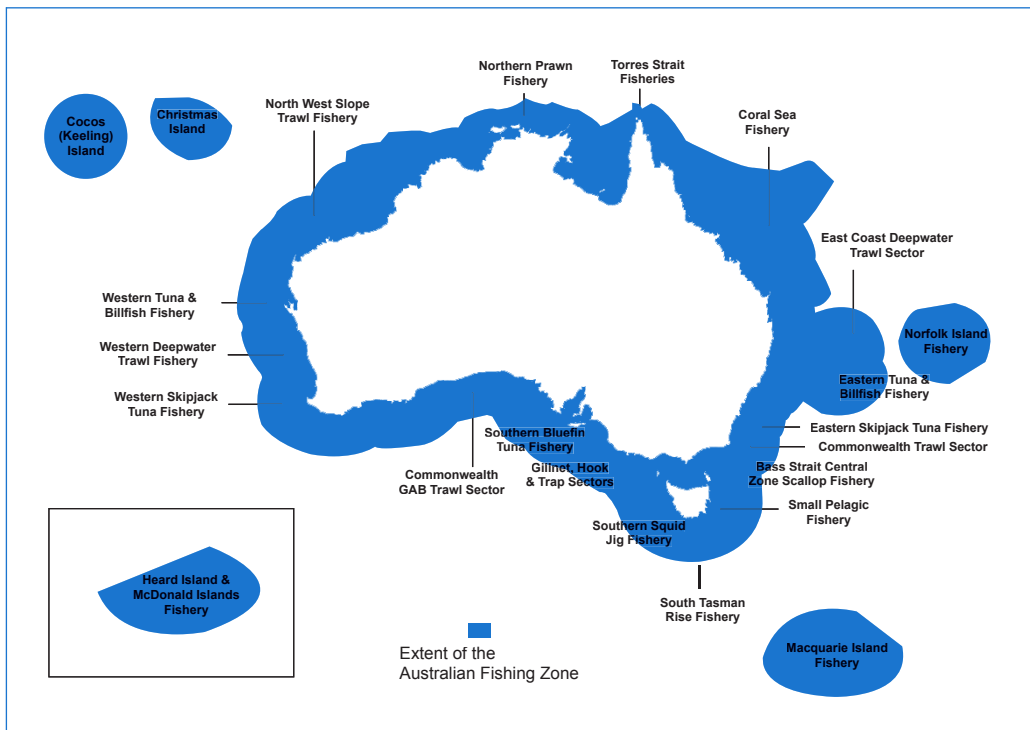 Northern Prawn
Fishery
Torres Strait
Fisheries
North West Slope
Trawl Fishery
Christmas
Island
Cocos
(Keeling)
Island
Coral Sea
Fishery
East Coast Deepwater
Trawl Sector
Western Tuna &
Billfish Fishery
Norfolk Island
Fishery
Western Deepwater
Trawl Fishery
Eastern Tuna &
Billfish Fishery
Western Skipjack
Tuna Fishery
Eastern Skipjack Tuna Fishery
Southern Bluefin
Tuna Fishery
Commonwealth Trawl Sector
Commonwealth
GAB Trawl Sector
Gillnet, Hook
& Trap Sectors
Bass Strait Central
Zone Scallop Fishery
Small Pelagic
Fishery
Southern Squid
Jig Fishery
Heard Island &
McDonald Islands
Fishery
South Tasman
Rise Fishery
Extent of the
Australian Fishing Zone
Macquarie Island
Fishery